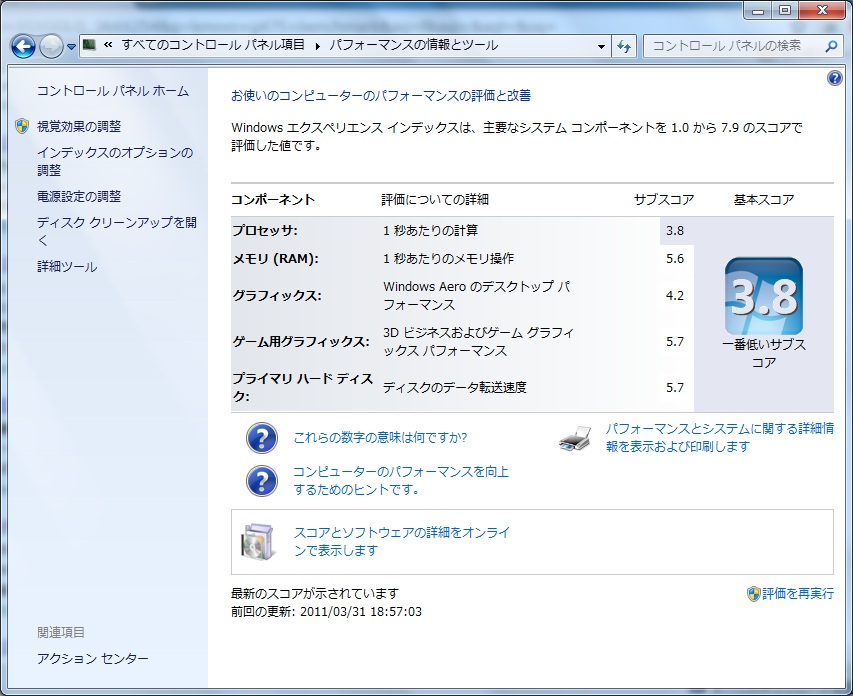 « すべてのコントロール パネル項目 ▸ パフォーマンスの情報とツール
コントロール パネルの検索
コントロール パネル ホーム
視覚効果の調整
インデックスのオプションの
調整
電源設定の調整
ディスク クリーンアップを開
く
詳細ツール
関連項目
アクション センター
お使いのコンピューターのパフォーマンスの評価と改善
Windows エクスペリエンス インデックスは、主要なシステム コンポーネントを 1.0 から 7.9 のスコアで
評価した値です。
コンポーネント 評価についての詳細 サブスコア 基本スコア
プロセッサ: 1 秒あたりの計算 3.8
メモリ (RAM): 1 秒あたりのメモリ操作 5.6
グラフィックス: Windows Aero のデスクトップ パ
フォーマンス 4.2
ゲーム用グラフィックス: 3D ビジネスおよびゲーム グラフィ
ックス パフォーマンス 5.7
プライマリ ハード ディス
ク: ディスクのデータ転送速度 5.7
3.8
一番低いサブス
コア
これらの数字の意味は何ですか?
コンピューターのパフォーマンスを向上
するためのヒントです。
パフォーマンスとシステムに関する詳細情
報を表示および印刷します
スコアとソフトウェアの詳細をオンライ
ンで表示します
最新のスコアが示されています
前回の更新: 2011/03/31 18:57:03
評価を再実行